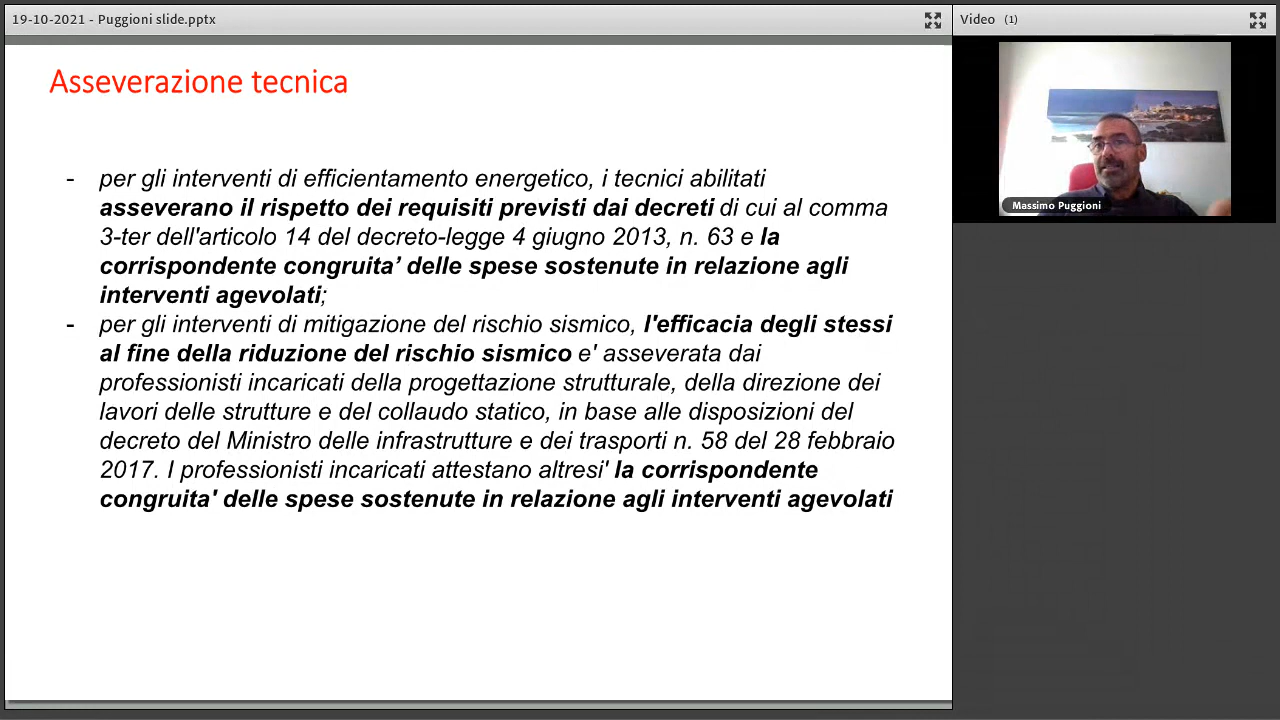 19-10-2021 - Puggioni slide.pptx
Video (1)
Asseverazione tecnica
- per gli interventi di efficientamento energetico, i tecnici abilitati
asseverano il rispetto dei requisiti previsti dai decreti di cui al comma
3-ter dell'articolo 14 del decreto-legge 4 giugno 2013, n. 63 e la
corrispondente congruita’ delle spese sostenute in relazione agli
interventi agevolati;
- per gli interventi di mitigazione del rischio sismico, l'efficacia degli stessi
al fine della riduzione del rischio sismico e' asseverata dai
professionisti incaricati della progettazione strutturale, della direzione dei
lavori delle strutture e del collaudo statico, in base alle disposizioni del
decreto del Ministro delle infrastrutture e dei trasporti n. 58 del 28 febbraio
2017. I professionisti incaricati attestano altresi' la corrispondente
congruita' delle spese sostenute in relazione agli interventi agevolati
Massimo Puggioni